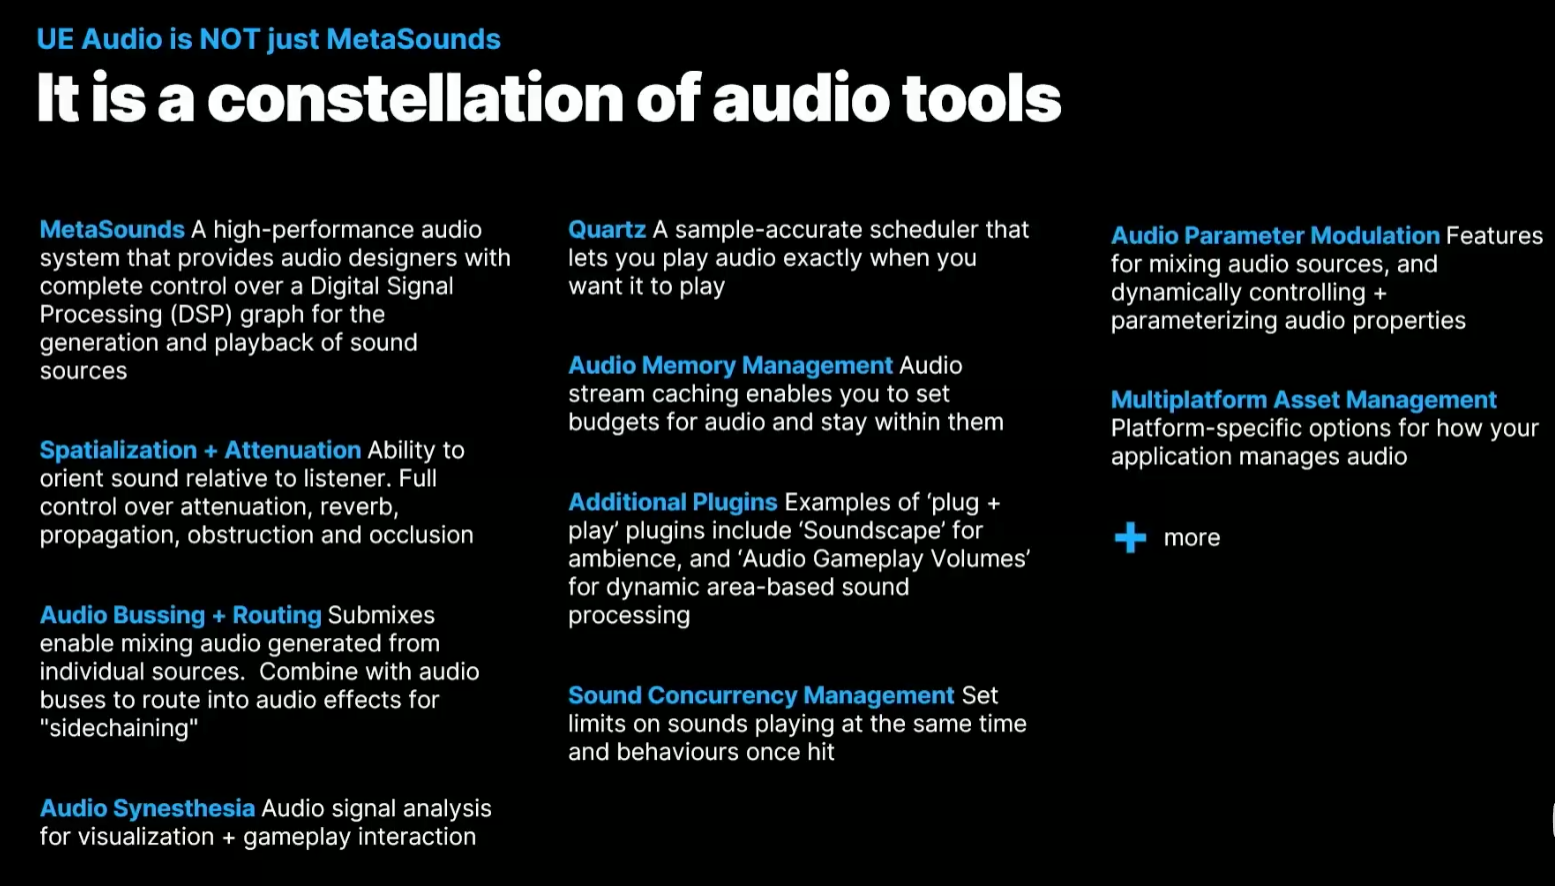 UE Audio is NOT just MetaSounds
It is a constellation of audio tools
MetaSounds A high-performance audio
system that provides audio designers with
complete control over a Digital Signal
Processing (DSP) graph for the
generation and playback of sound
sources
Spatialization + Attenuation Ability to
orient sound relative to listener. Full
control over attenuation, reverb,
propagation, obstruction and occlusion
Audio Bussing + Routing Submixes
enable mixing audio generated from
individual sources.  Combine with audio
buses to route into audio effects for
"sidechaining"
Audio Synesthesia Audio signal analysis
for visualization + gameplay interaction
Quartz A sample-accurate scheduler that
lets you play audio exactly when you
want it to play
Audio Memory Management Audio
stream caching enables you to set
budgets for audio and stay within them
Additional Plugins Examples of ‘plug +
play’ plugins include ‘Soundscape’ for
ambience, and ‘Audio Gameplay Volumes’
for dynamic area-based sound
processing
Sound Concurrency Management Set
limits on sounds playing at the same time
and behaviours once hit
Audio Parameter Modulation Features
for mixing audio sources, and
dynamically controlling +
parameterizing audio properties
Multiplatform Asset Management
Platform-specific options for how your
application manages audio
+ more